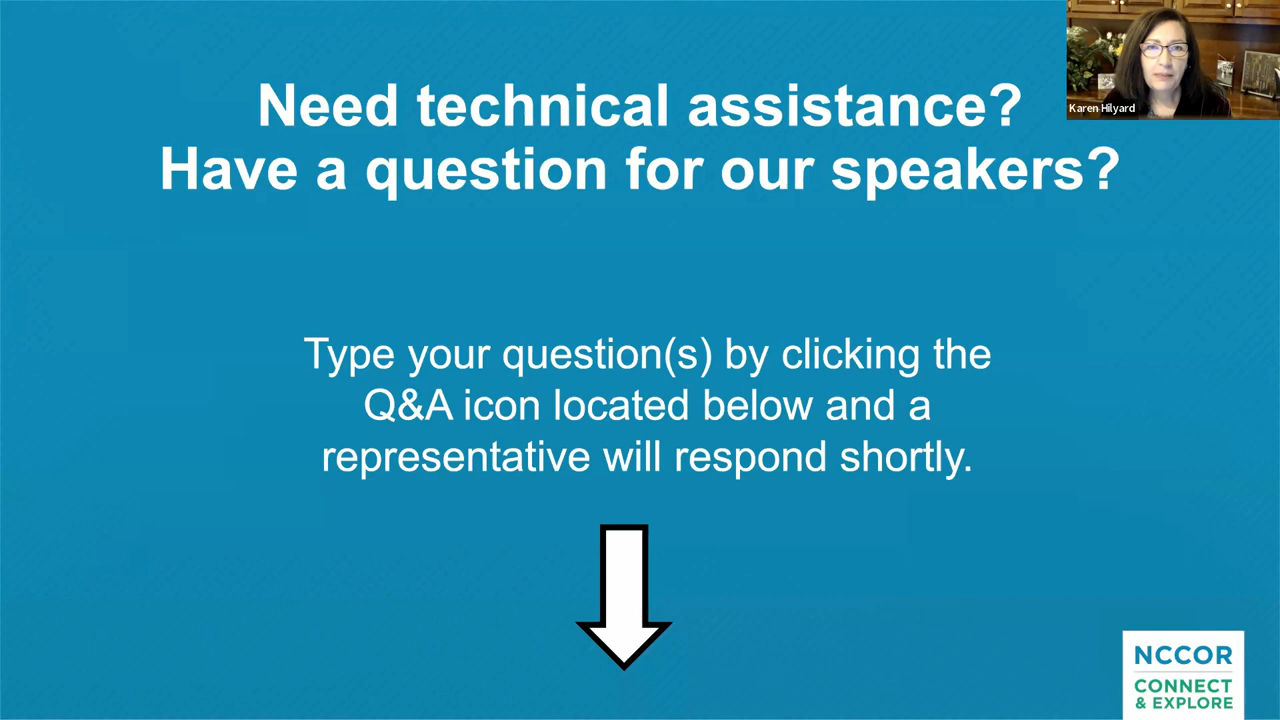 Need technical assistance?
Have a question for our speakers?
Karen Hilyard
Type your question(s) by clicking the
Q&A icon located below and a
representative will respond shortly.
NCCOR
CONNECT
& EXPLORE